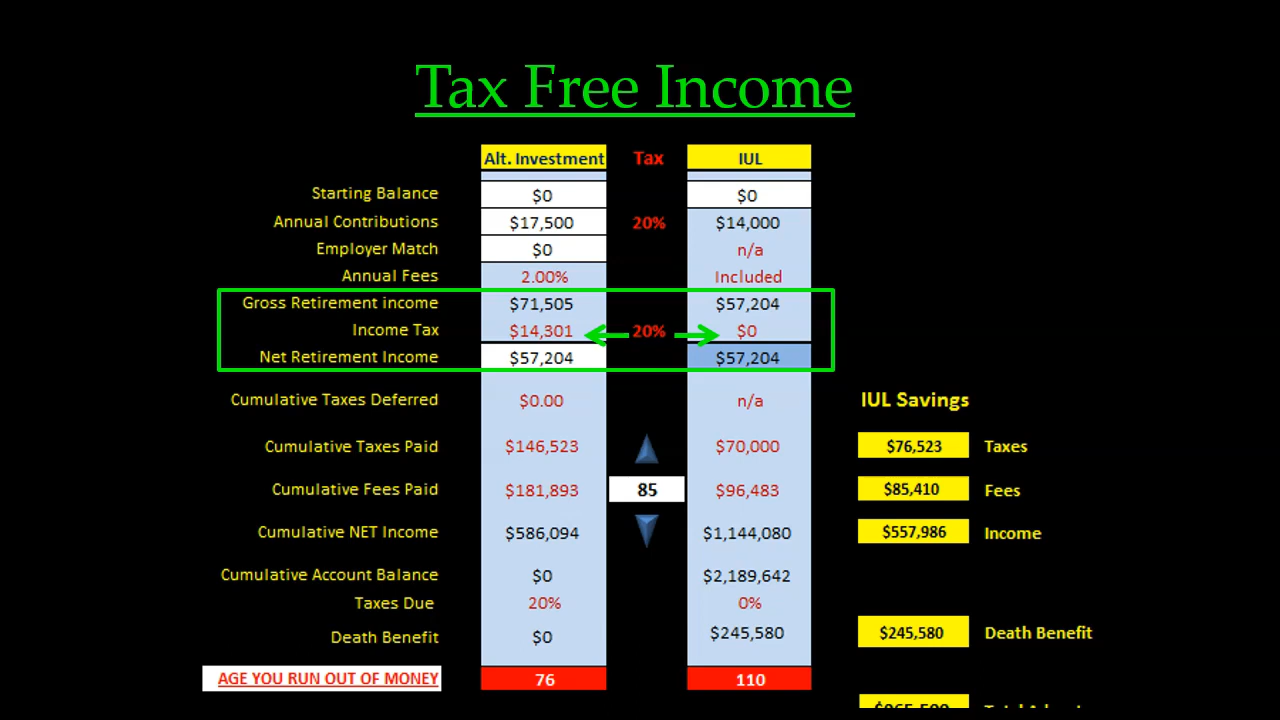 Tax Free Income
Alt. Investment Tax IUL
Starting Balance $0 $0
Annual Contributions $17,500 20% $14,000
Employer Match $0 n/a
Annual Fees 2.00% Included
Gross Retirement income $71,505 $57,204
Income Tax $14,301 20% $0
Net Retirement Income $57,204 $57,204
Cumulative Taxes Deferred $0.00 n/a IUL Savings
Cumulative Taxes Paid $146,523 $70,000 $76,523 Taxes
Cumulative Fees Paid $181,893 85 $96,483 $85,410 Fees
Cumulative NET Income $586,094 $1,144,080 $557,986 Income
Cumulative Account Balance $0 $2,189,642
Taxes Due 20% 0%
Death Benefit $0 $245,580 $245,580 Death Benefit
AGE YOU RUN OUT OF MONEY 76 110